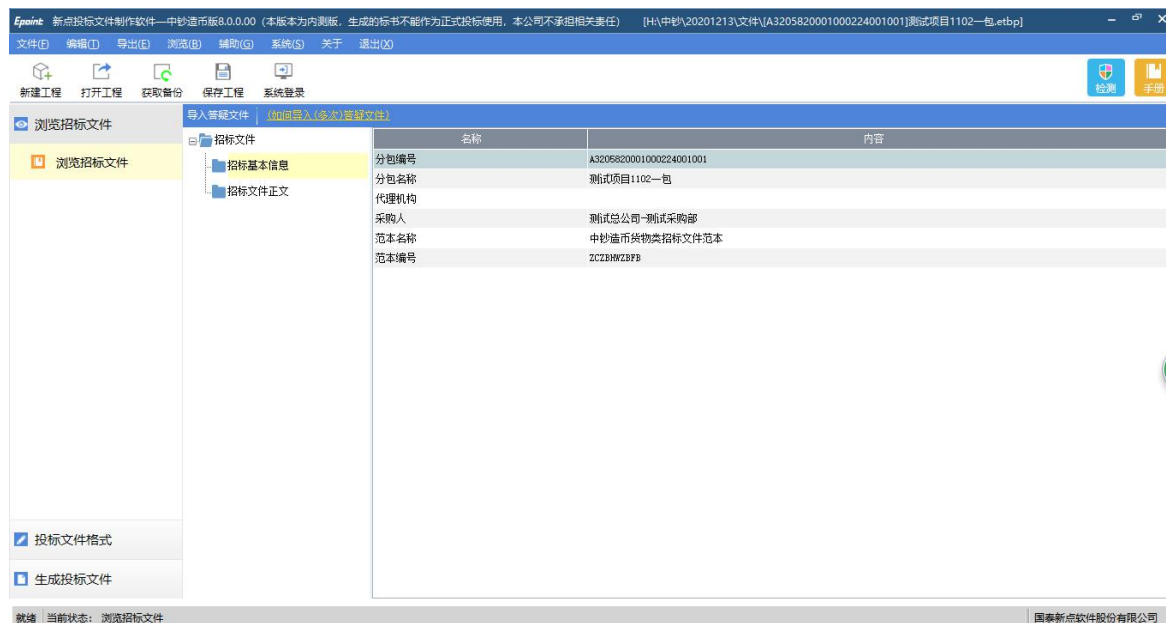 Epoint 新点投标文件制作软件—中钞造币版8.0.0.00（本版本为内测版，生成的标书不能作为正式投标使用，本公司不承担相关责任） [H:\中钞\20201213\文件\[A3205820001000224001001]测试项目1102—包.etbp]
文件(F) 编辑(T) 导出(E) 浏览(B) 辅助(G) 系统(S) 关于 退出(X)
新建工程 打开工程 获取备份 保存工程 系统登录 检测 手册
浏览招标文件
浏览招标文件
导入答疑文件 (如何导入(多次)答疑文件)
招标文件
招标基本信息
招标文件正文
名称 内容
分包编号 A3205820001000224001001
分包名称 测试项目1102—包
代理机构
采购人 测试总公司-测试采购部
范本名称 中钞造币货物类招标文件范本
范本编号 ZCZBHWZBFB
投标文件格式
生成投标文件
就绪 当前状态：浏览招标文件 国泰新点软件股份有限公司